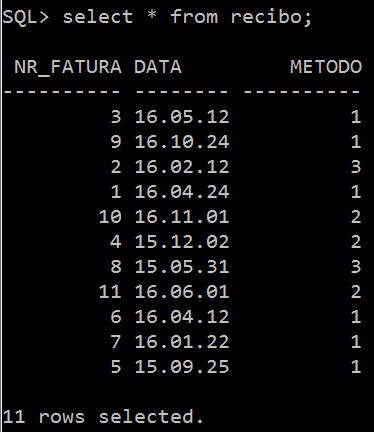 SQL> select * from recibo;
NR_FATURA DATA METODO
---------- -------- ----------
3 16.05.12 1
9 16.10.24 1
2 16.02.12 3
1 16.04.24 1
10 16.11.01 2
4 15.12.02 2
8 15.05.31 3
11 16.06.01 2
6 16.04.12 1
7 16.01.22 1
5 15.09.25 1
11 rows selected.